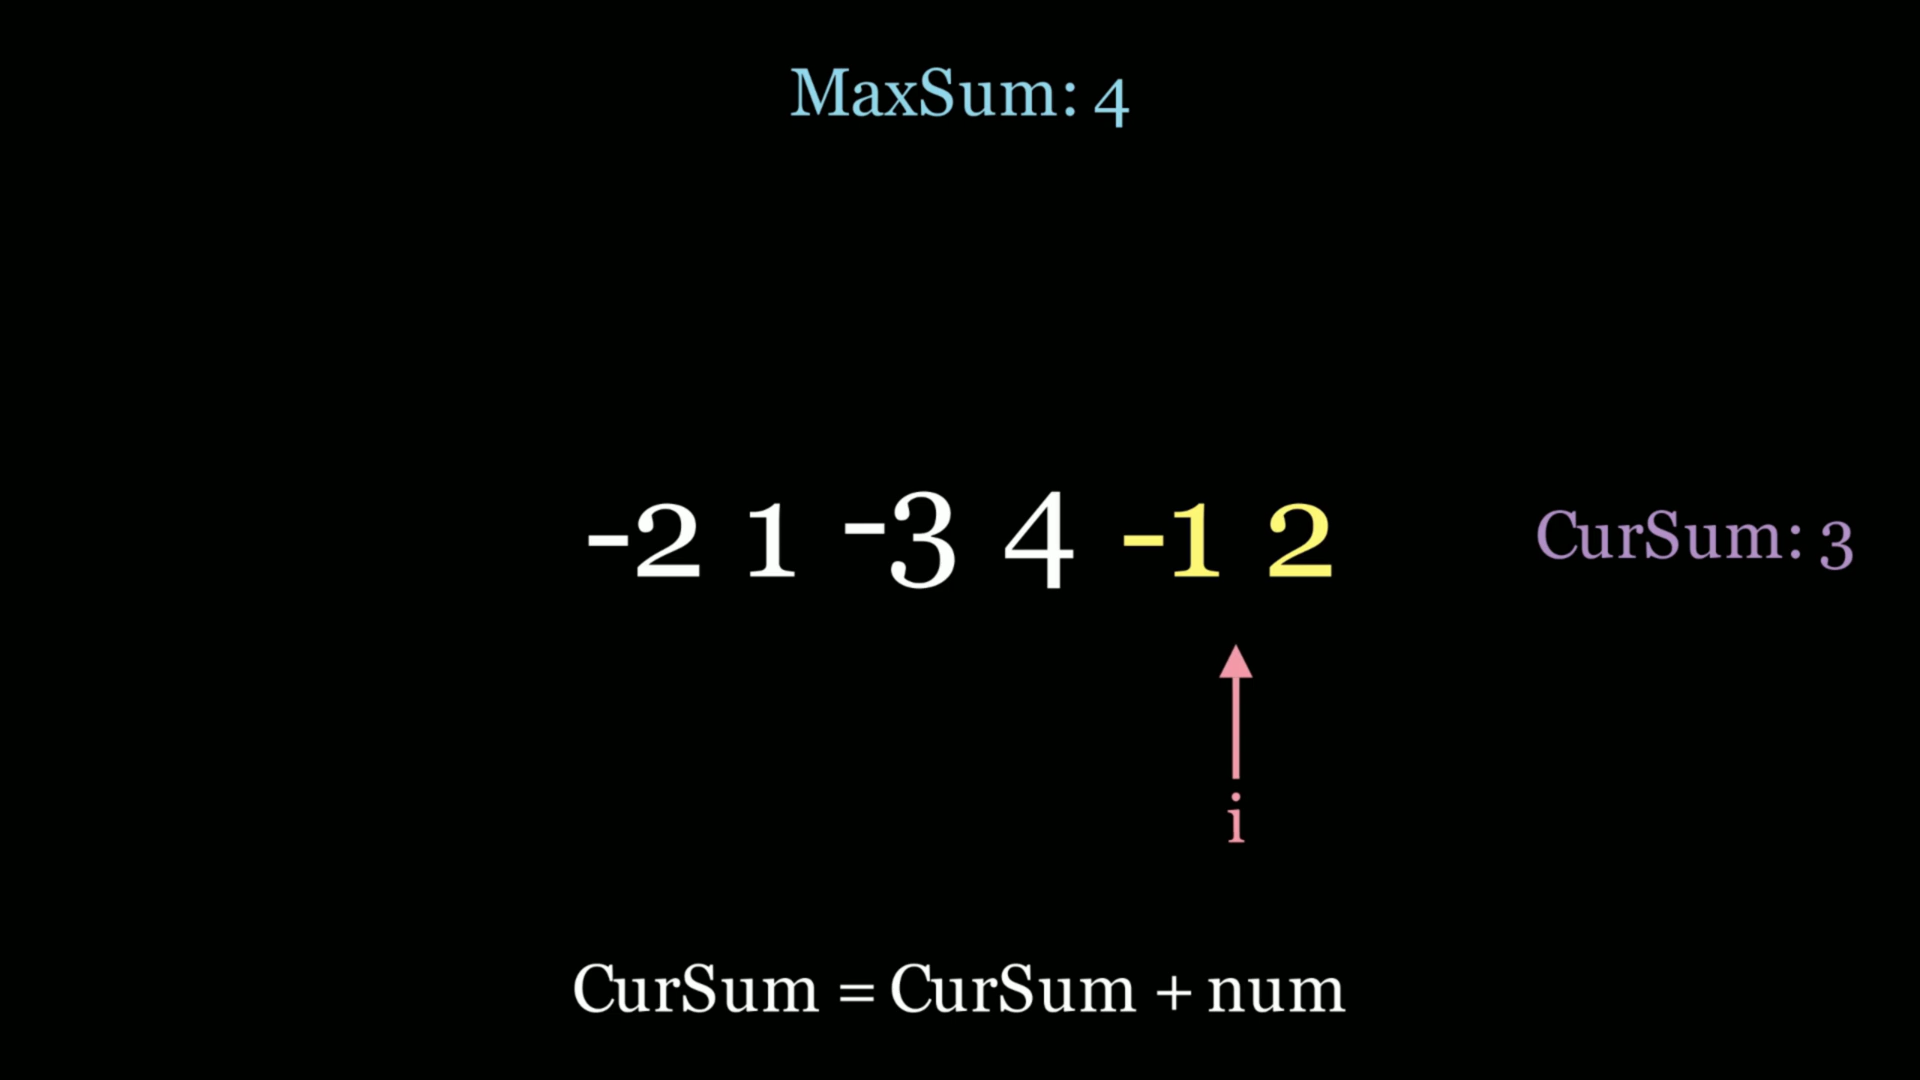 MaxSum: 4
-2 1 -3 4 -1 2
CurSum: 3
i
CurSum = CurSum + num